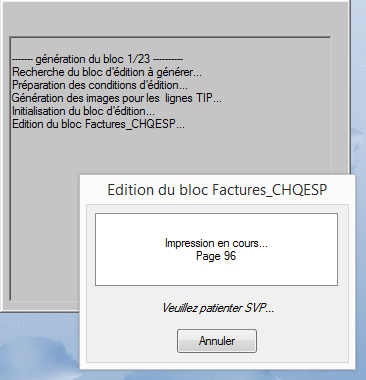 ------- génération du bloc 1/23 ----------
Recherche du bloc d'édition à générer...
Préparation des conditions d'édition...
Génération des images pour les lignes TIP...
Initialisation du bloc d'édition...
Edition du bloc Factures_CHQESP...
Edition du bloc Factures_CHQESP
Impression en cours...
Page 96
Veuillez patienter SVP...
Annuler